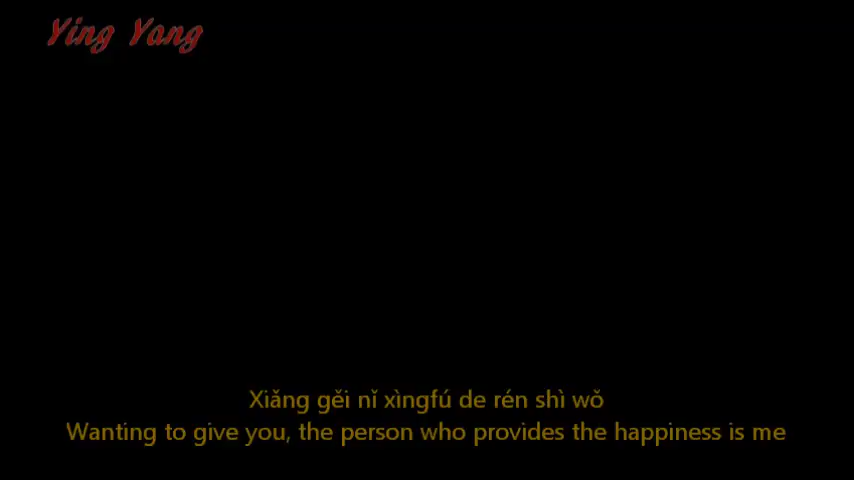 Ying Yang
Xiǎng gěi nǐ xìngfú de rén shì wǒ
Wanting to give you, the person who provides the happiness is me